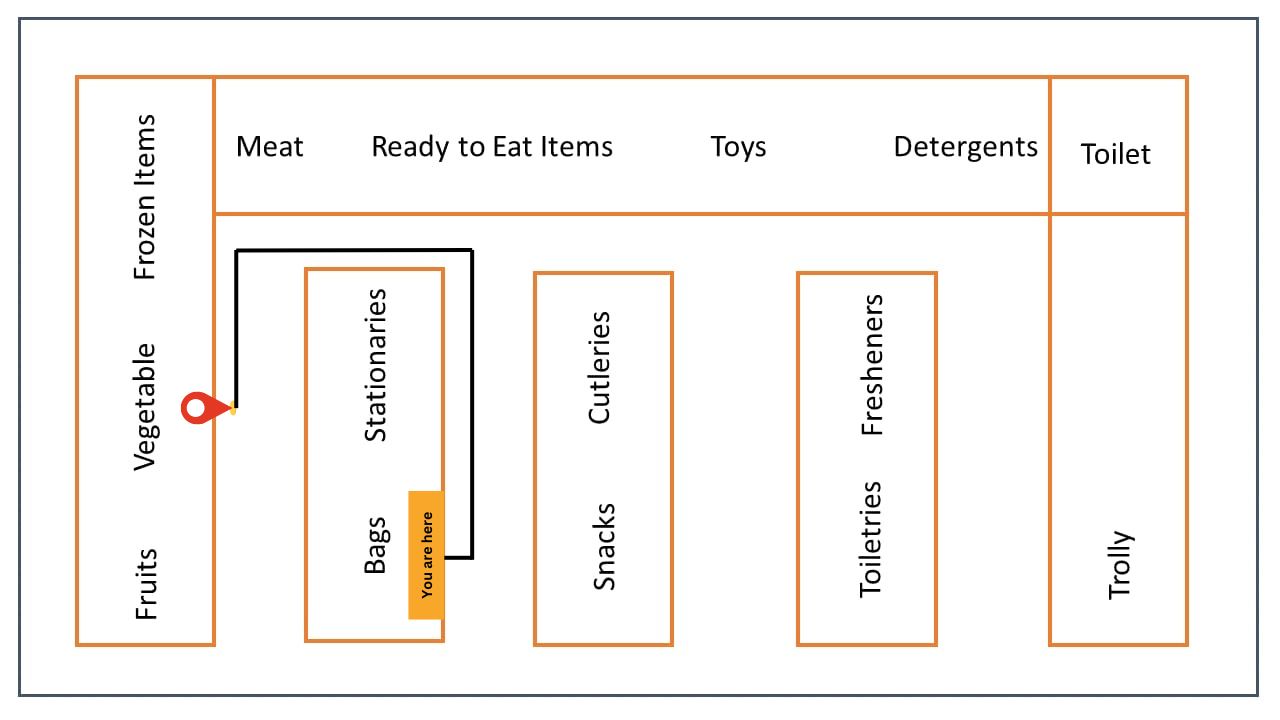 Meat
Ready to Eat Items
Toys
Detergents
Toilet
Frozen Items
Vegetable
Fruits
Stationaries
Bags
You are here
Cutleries
Snacks
Fresheners
Toiletries
Trolly